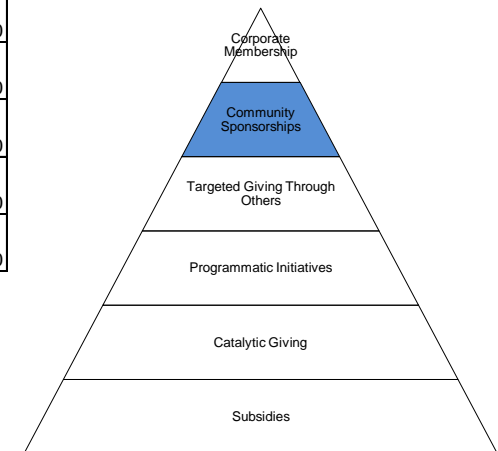 Corporate
Membership
Community
Sponsorships
Targeted Giving Through
Others
Programmatic Initiatives
Catalytic Giving
Subsidies